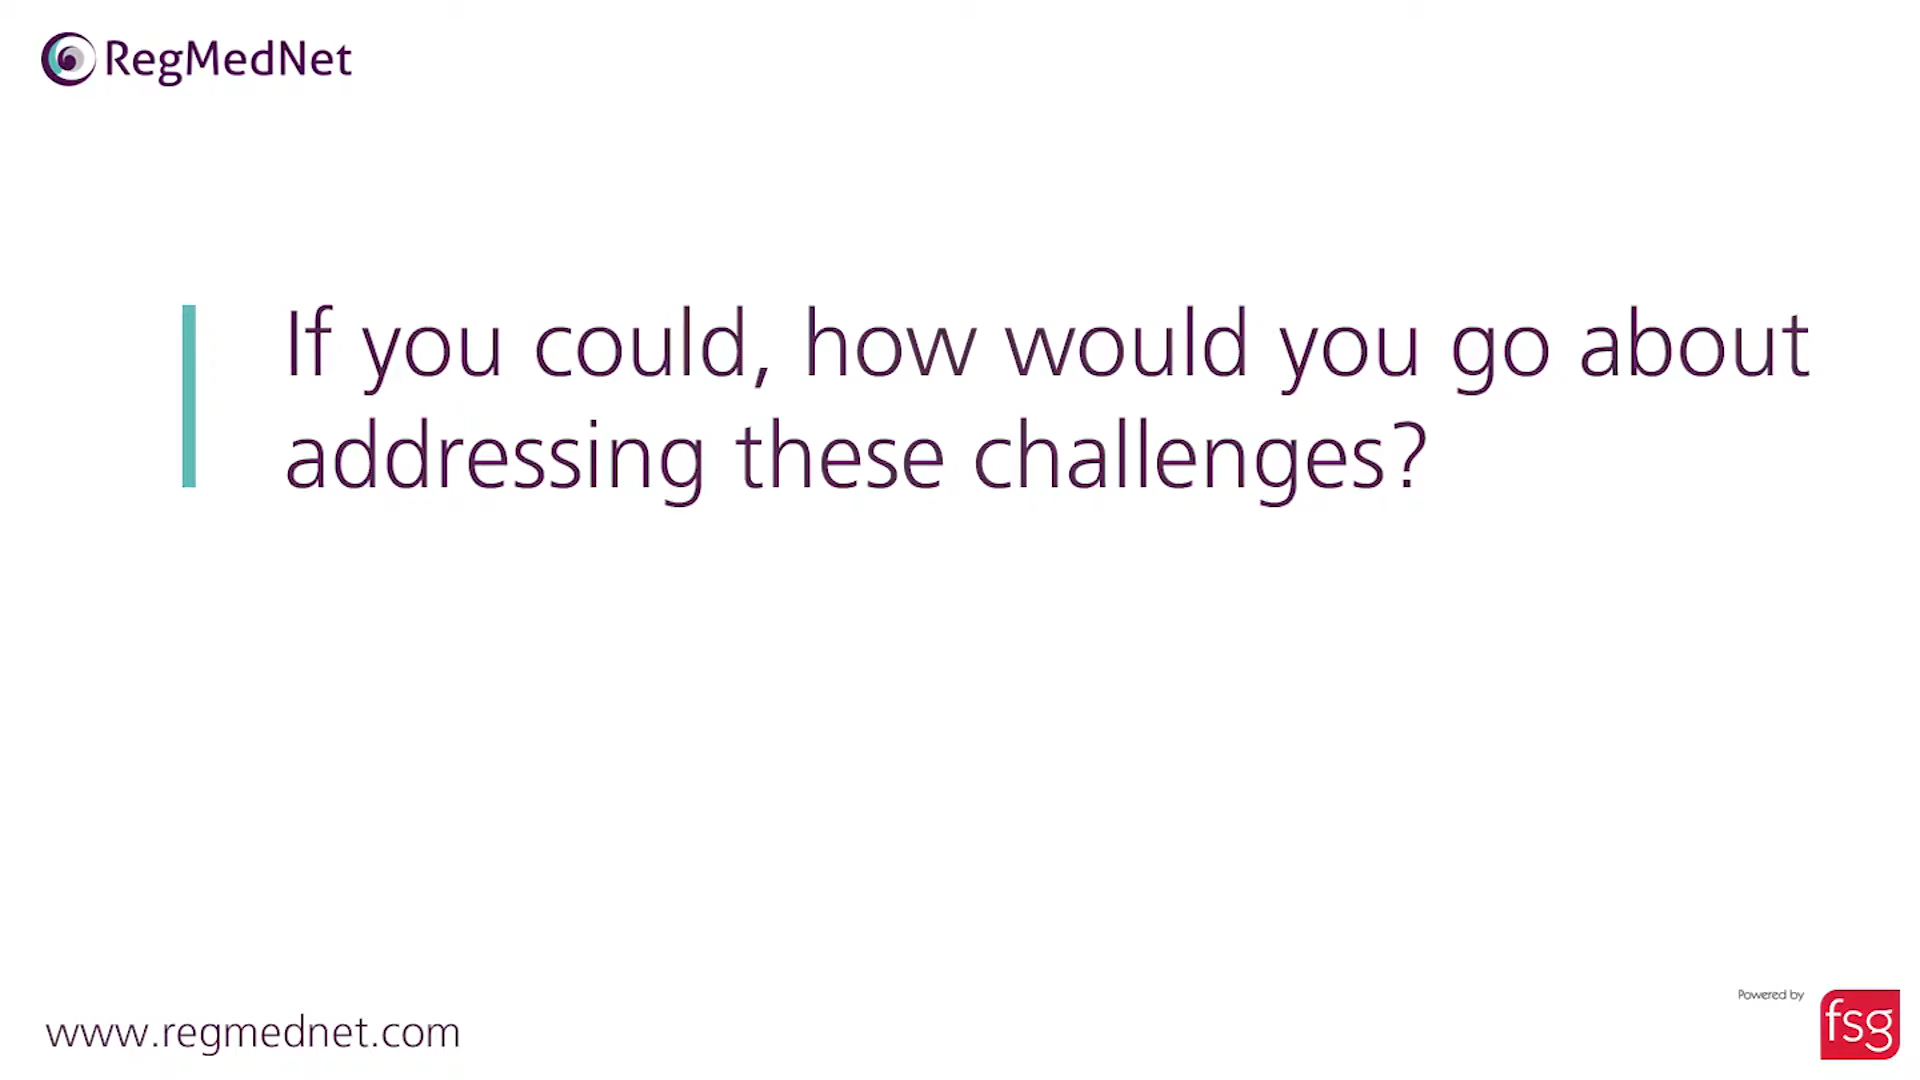 RegMedNet
If you could, how would you go about
addressing these challenges?
Powered by
www.regmednet.com
fsg